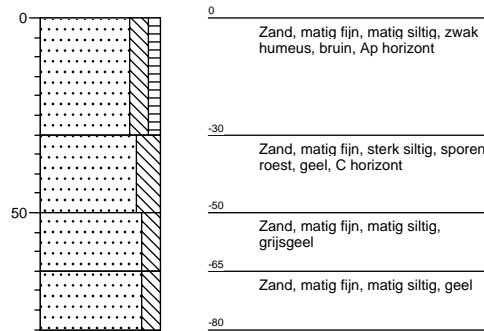 0
0
Zand, matig fijn, matig siltig, zwak
humeus, bruin, Ap horizont
-30
Zand, matig fijn, sterk siltig, sporen
roest, geel, C horizont
50
-50
Zand, matig fijn, matig siltig,
grijsgeel
-65
Zand, matig fijn, matig siltig, geel
-80